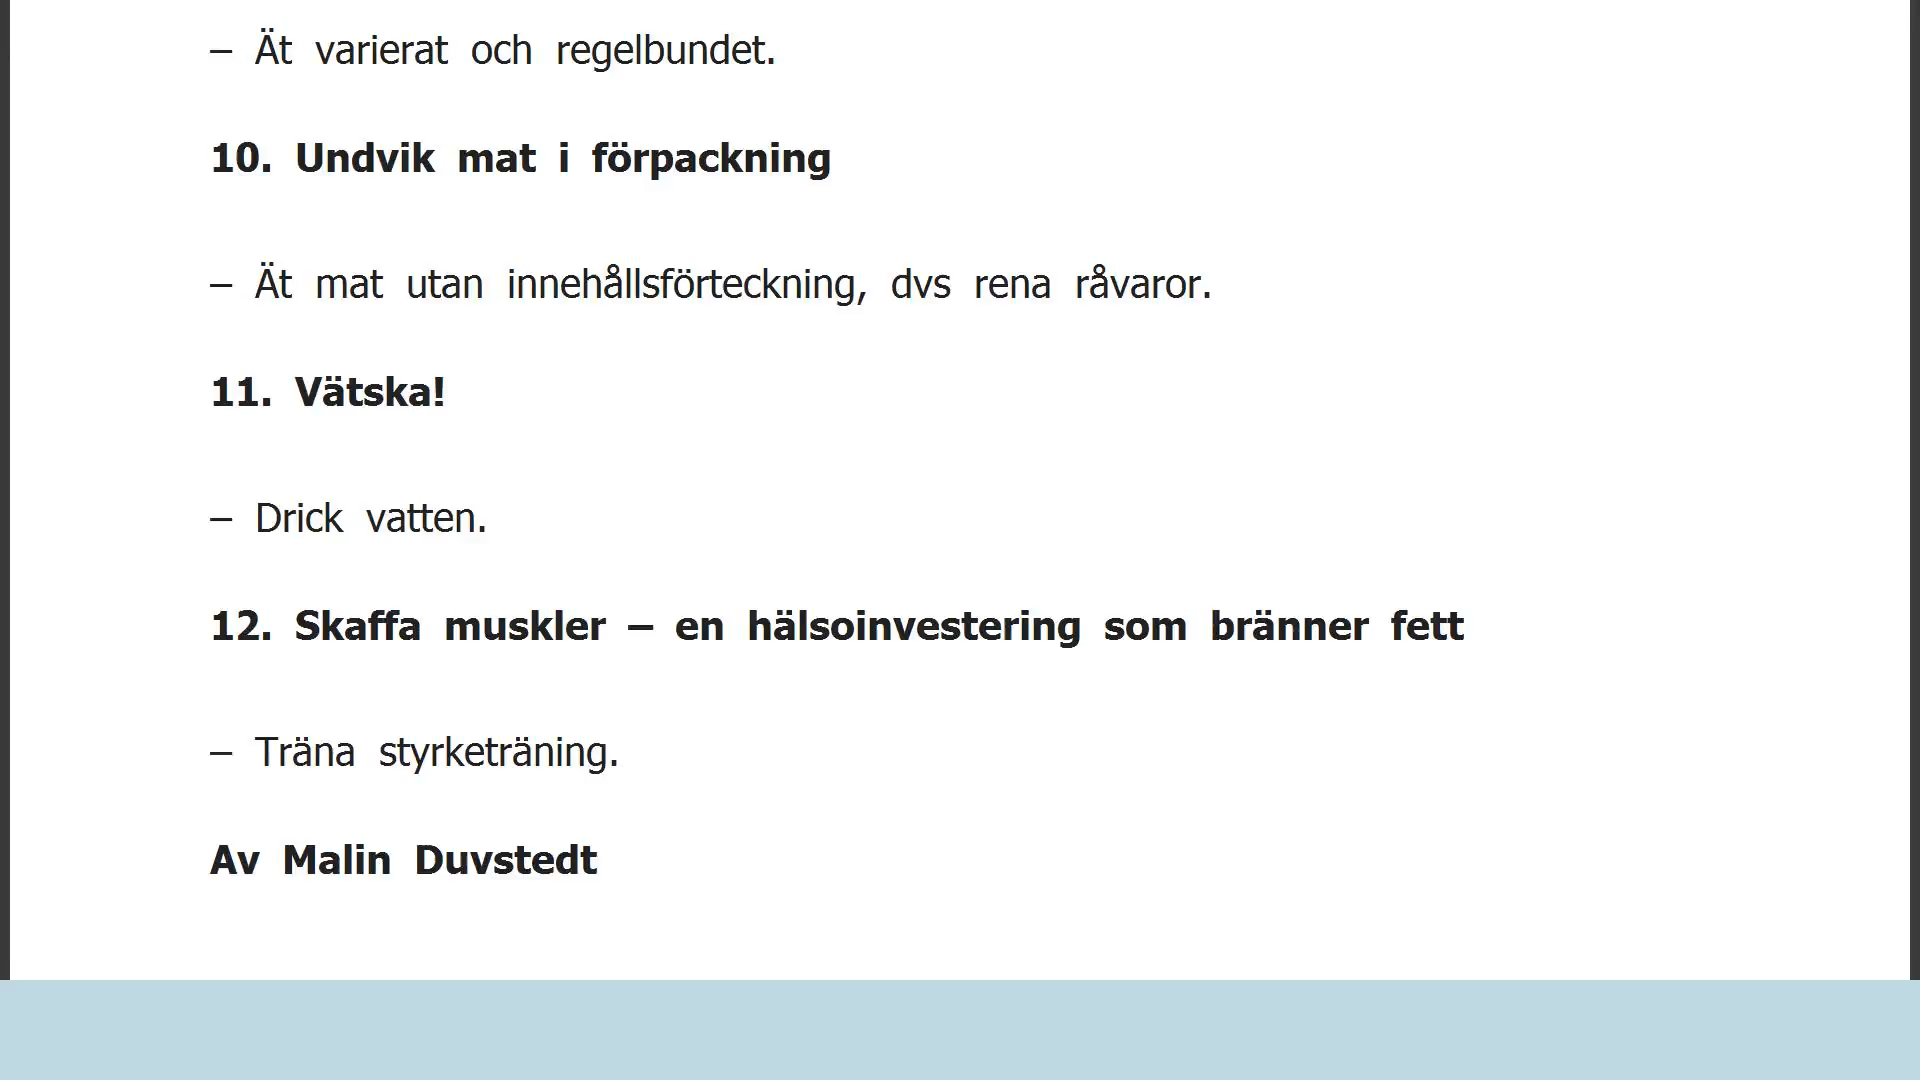 – Ät varierat och regelbundet.
10. Undvik mat i förpackning
– Ät mat utan innehållsförteckning, dvs rena råvaror.
11. Vätska!
– Drick vatten.
12. Skaffa muskler – en hälsoinvestering som bränner fett
– Träna styrketräning.
Av Malin Duvstedt